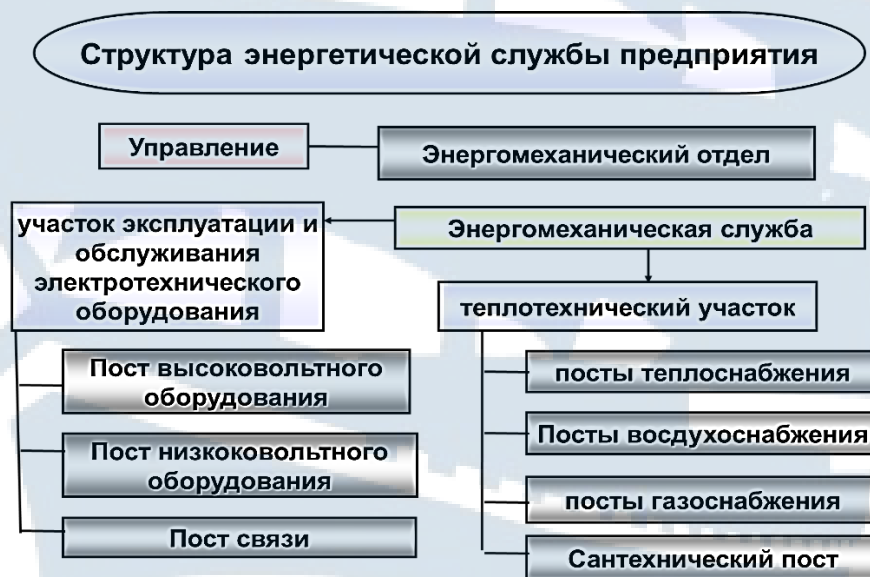 Структура энергетической службы предприятия
Управление
Энергомеханический отдел
участок эксплуатации и
обслуживания
электротехнического
оборудования
Энергомеханическая служба
теплотехнический участок
Пост высоковольтного
оборудования
Пост низкоковольтного
оборудования
Пост связи
посты теплоснабжения
Посты восдухоснабжения
посты газоснабжения
Сантехнический пост